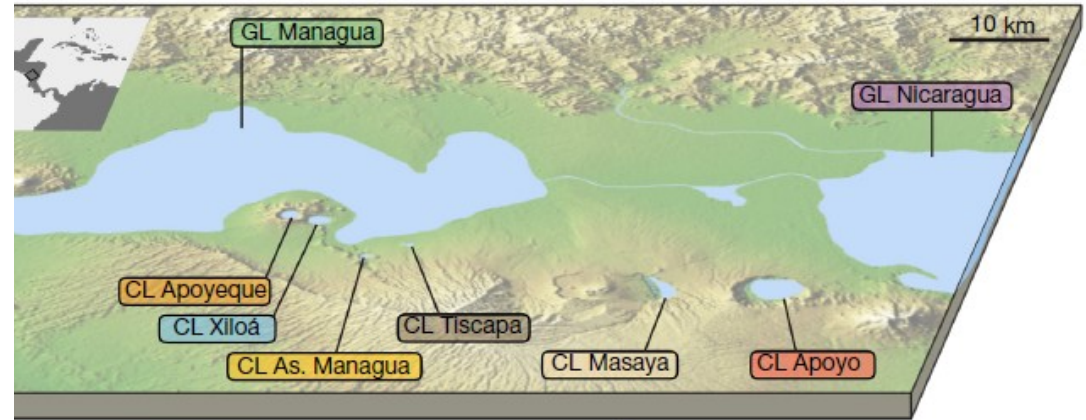 GL Managua
10 km
GL Nicaragua
CL Apoyeque
CL Xiloá
CL Tiscapa
CL As. Managua
CL Masaya
CL Apoyo